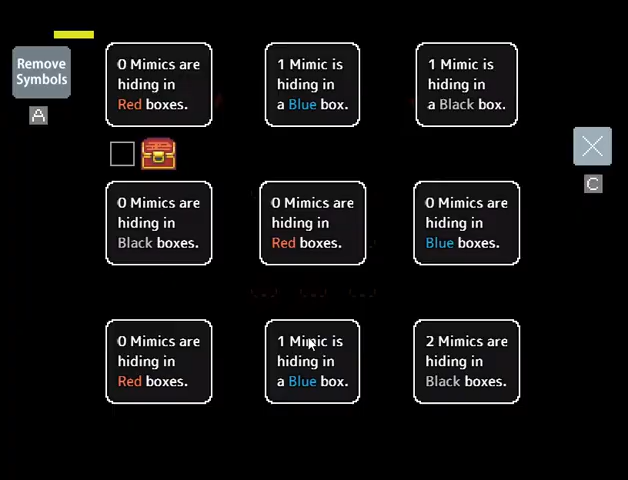 Remove
Symbols
A
0 Mimics are
hiding in
Red boxes.
1 Mimic is
hiding in
a Blue box.
1 Mimic is
hiding in
a Black box.
C
0 Mimics are
hiding in
Black boxes.
0 Mimics are
hiding in
Red boxes.
0 Mimics are
hiding in
Blue boxes.
0 Mimics are
hiding in
Red boxes.
1 Mimic is
hiding in
a Blue box.
2 Mimics are
hiding in
Black boxes.